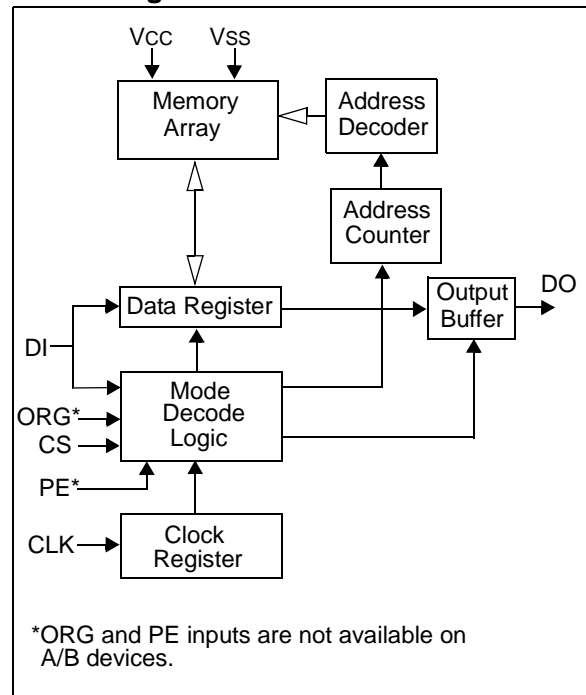 VCC VSS
Memory
Array
Address
Decoder
Address
Counter
Data Register
Output
Buffer
DO
DI
Mode
Decode
Logic
ORG*
CS
PE*
CLK
Clock
Register
*ORG and PE inputs are not available on
A/B devices.